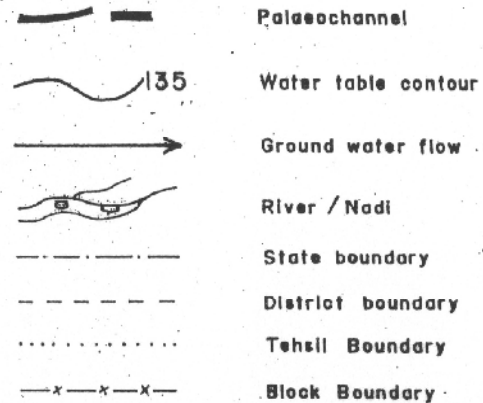 Palaeochannel
135 Water table contour
Ground water flow
River / Nadi
State boundary
District boundary
Tehsil Boundary
Block Boundary